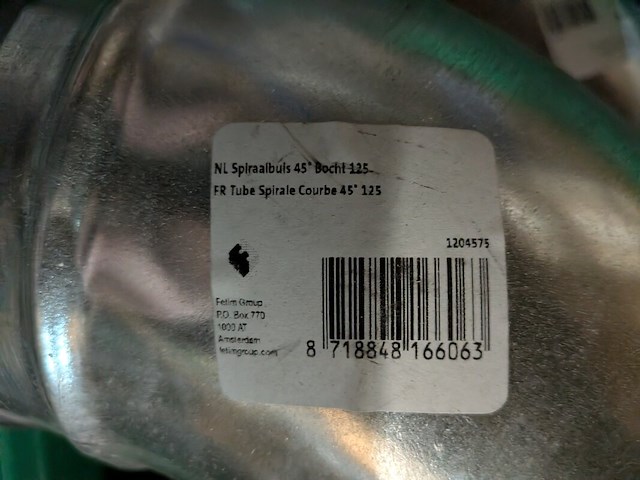 NL Spiraalbuis 45° Bocht 125
FR Tube Spirale Courbe 45° 125
1204575
Fetim Group
P.O. Box 770
1000 AT
Amsterdam
fetimgroup.com
8 718848 166063